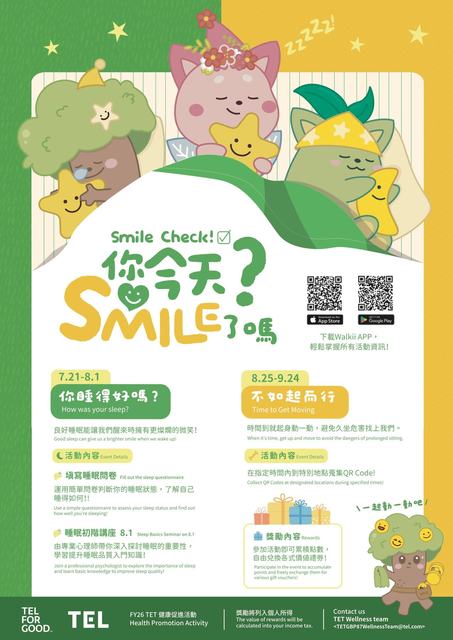 zzzzz!
Smile Check!
您今天?
SMILE了嗎
Download on the
App Store
GET IT ON
Google Play
下載Walkii APP，
輕鬆掌握所有活動資訊!
7.21-8.1
你睡得好嗎?
How was your sleep?
良好睡眠能讓我們醒來時擁有更燦爛的微笑!
Good sleep can give us a brighter smile when we wake up!
活動內容 Event Details
填寫睡眠問卷 Fill out the sleep questionnaire
運用簡單問卷判斷你的睡眠狀態，了解自己
睡得如何!!
Use a simple questionnaire to assess your sleep status and find out
how well you're sleeping!
睡眠初階講座 8.1 Sleep Basics Seminar on 8.1
由專業心理師帶你深入探討睡眠的重要性，
學習提升睡眠品質入門知識!
Join a professional psychologist to explore the importance of sleep
and learn basic knowledge to improve sleep quality!
8.25-9.24
不如起而行
Time to Get Moving
時間到就起身動一動，避免久坐危害找上我們。
When it's time, get up and move to avoid the dangers of prolonged sitting.
活動內容 Event Details
在指定時間內到特別地點蒐集QR Code!
Collect QR Codes at designated locations during specified times!
獎勵內容 Rewards
參加活動即可累積點數，
自由兌換各式價值禮券!
Participate in the event to accumulate
points and freely exchange them for
various gift vouchers!
起動一動吧!
TEL
FOR
GOOD.
TEL
FY26 TET 健康促進活動
Health Promotion Activity
獎勵將列入個人所得
The value of rewards will be
calculated into your income tax.
Contact us
TET Wellness team
<TETGBP87WellnessTeam@tel.com>